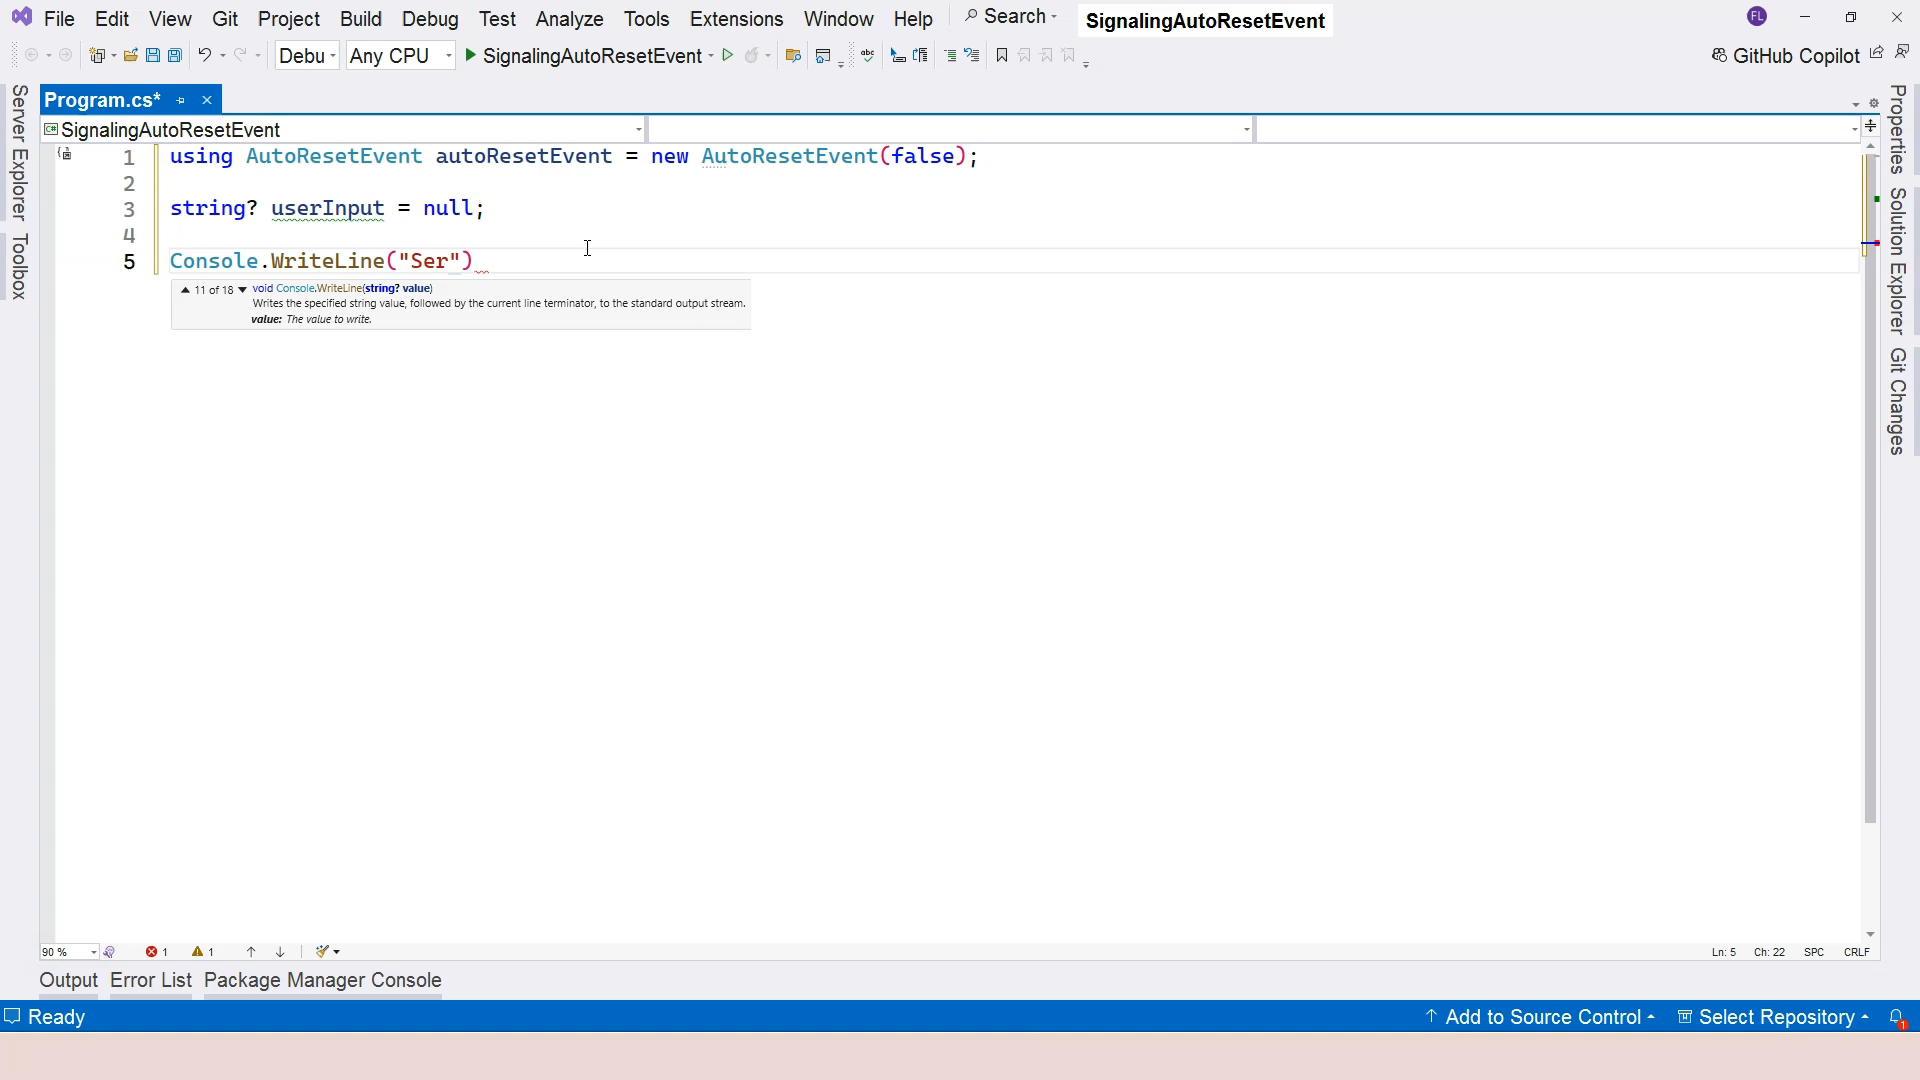 File Edit View Git Project Build Debug Test Analyze Tools Extensions Window Help Search SignalingAutoResetEvent FL
Debu Any CPU SignalingAutoResetEvent abc GitHub Copilot
Server Explorer
Toolbox
Program.cs*
SignalingAutoResetEvent
1 using AutoResetEvent autoResetEvent = new AutoResetEvent(false);
2
3 string? userInput = null;
4
5 Console.WriteLine("Ser")
11 of 18 void Console.WriteLine(string? value)
Writes the specified string value, followed by the current line terminator, to the standard output stream.
value: The value to write.
Properties
Solution Explorer
Git Changes
90 % 1 1 Ln: 5 Ch: 22 SPC CRLF
Output Error List Package Manager Console
Ready Add to Source Control Select Repository 1